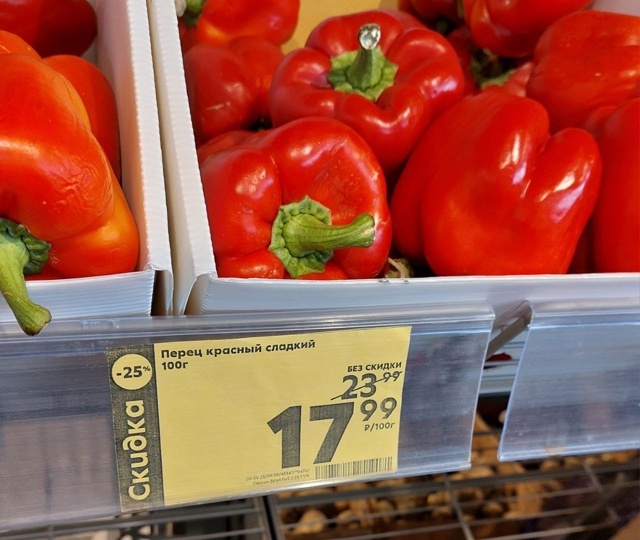 Перец красный сладкий
100г
-25%
Скидка
БЕЗ СКИДКИ
23 99
17 99
₽/100г